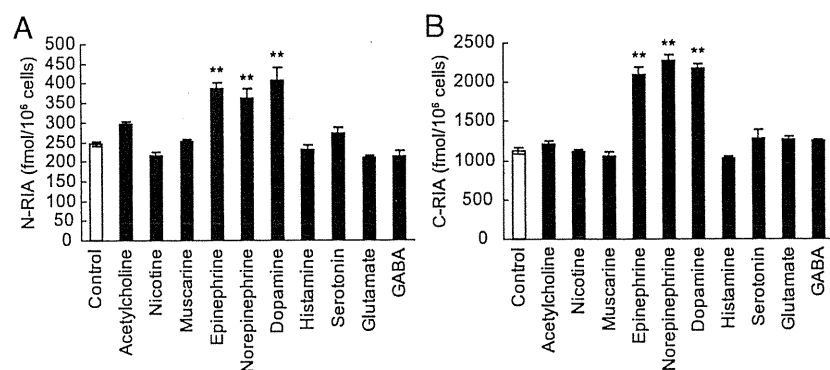 A
N-RIA (fmol/10⁶ cells)
500
450
400
350
300
250
200
150
100
50
0
**
**
**
Control
Acetylcholine
Nicotine
Muscarine
Epinephrine
Norepinephrine
Dopamine
Histamine
Serotonin
Glutamate
GABA
B
C-RIA (fmol/10⁶ cells)
2500
2000
1500
1000
500
0
**
**
**
Control
Acetylcholine
Nicotine
Muscarine
Epinephrine
Norepinephrine
Dopamine
Histamine
Serotonin
Glutamate
GABA